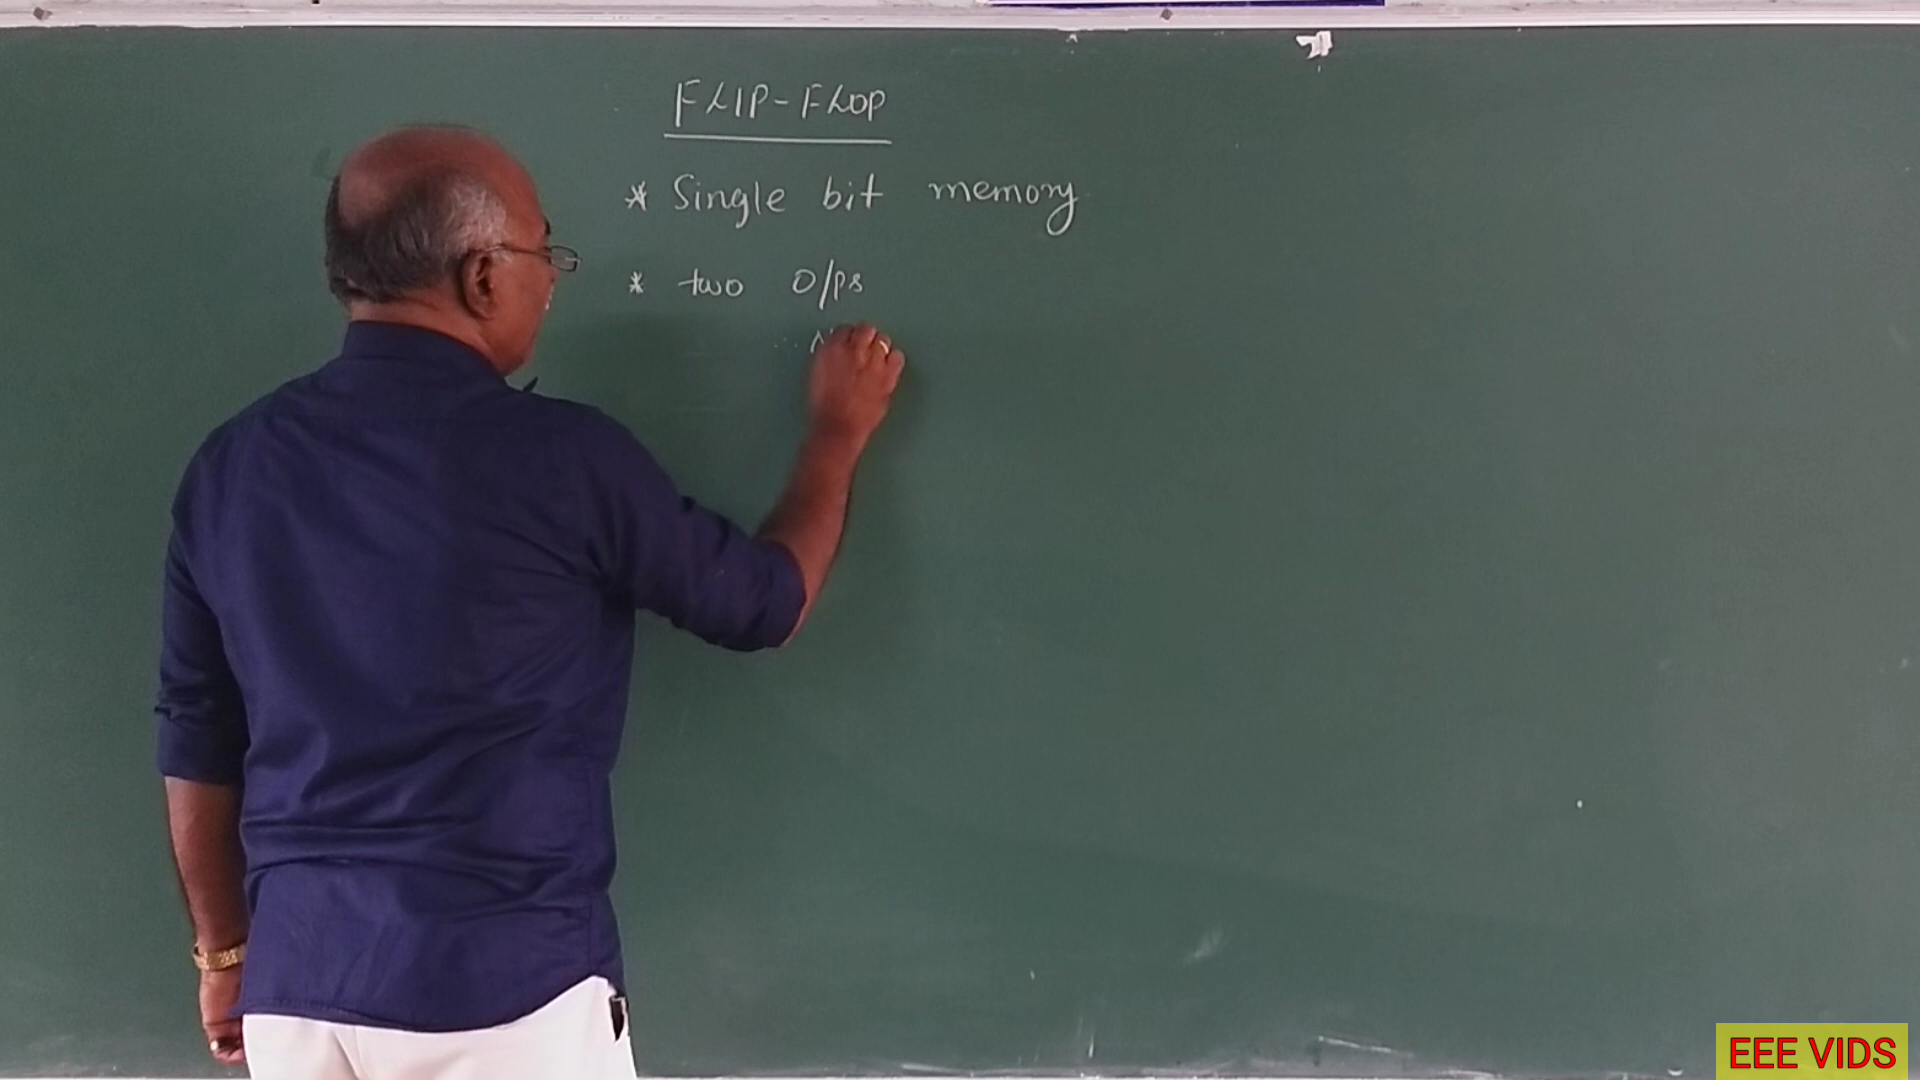 FLIP-FLOP
* Single bit memory
* two O/ps
EEE VIDS